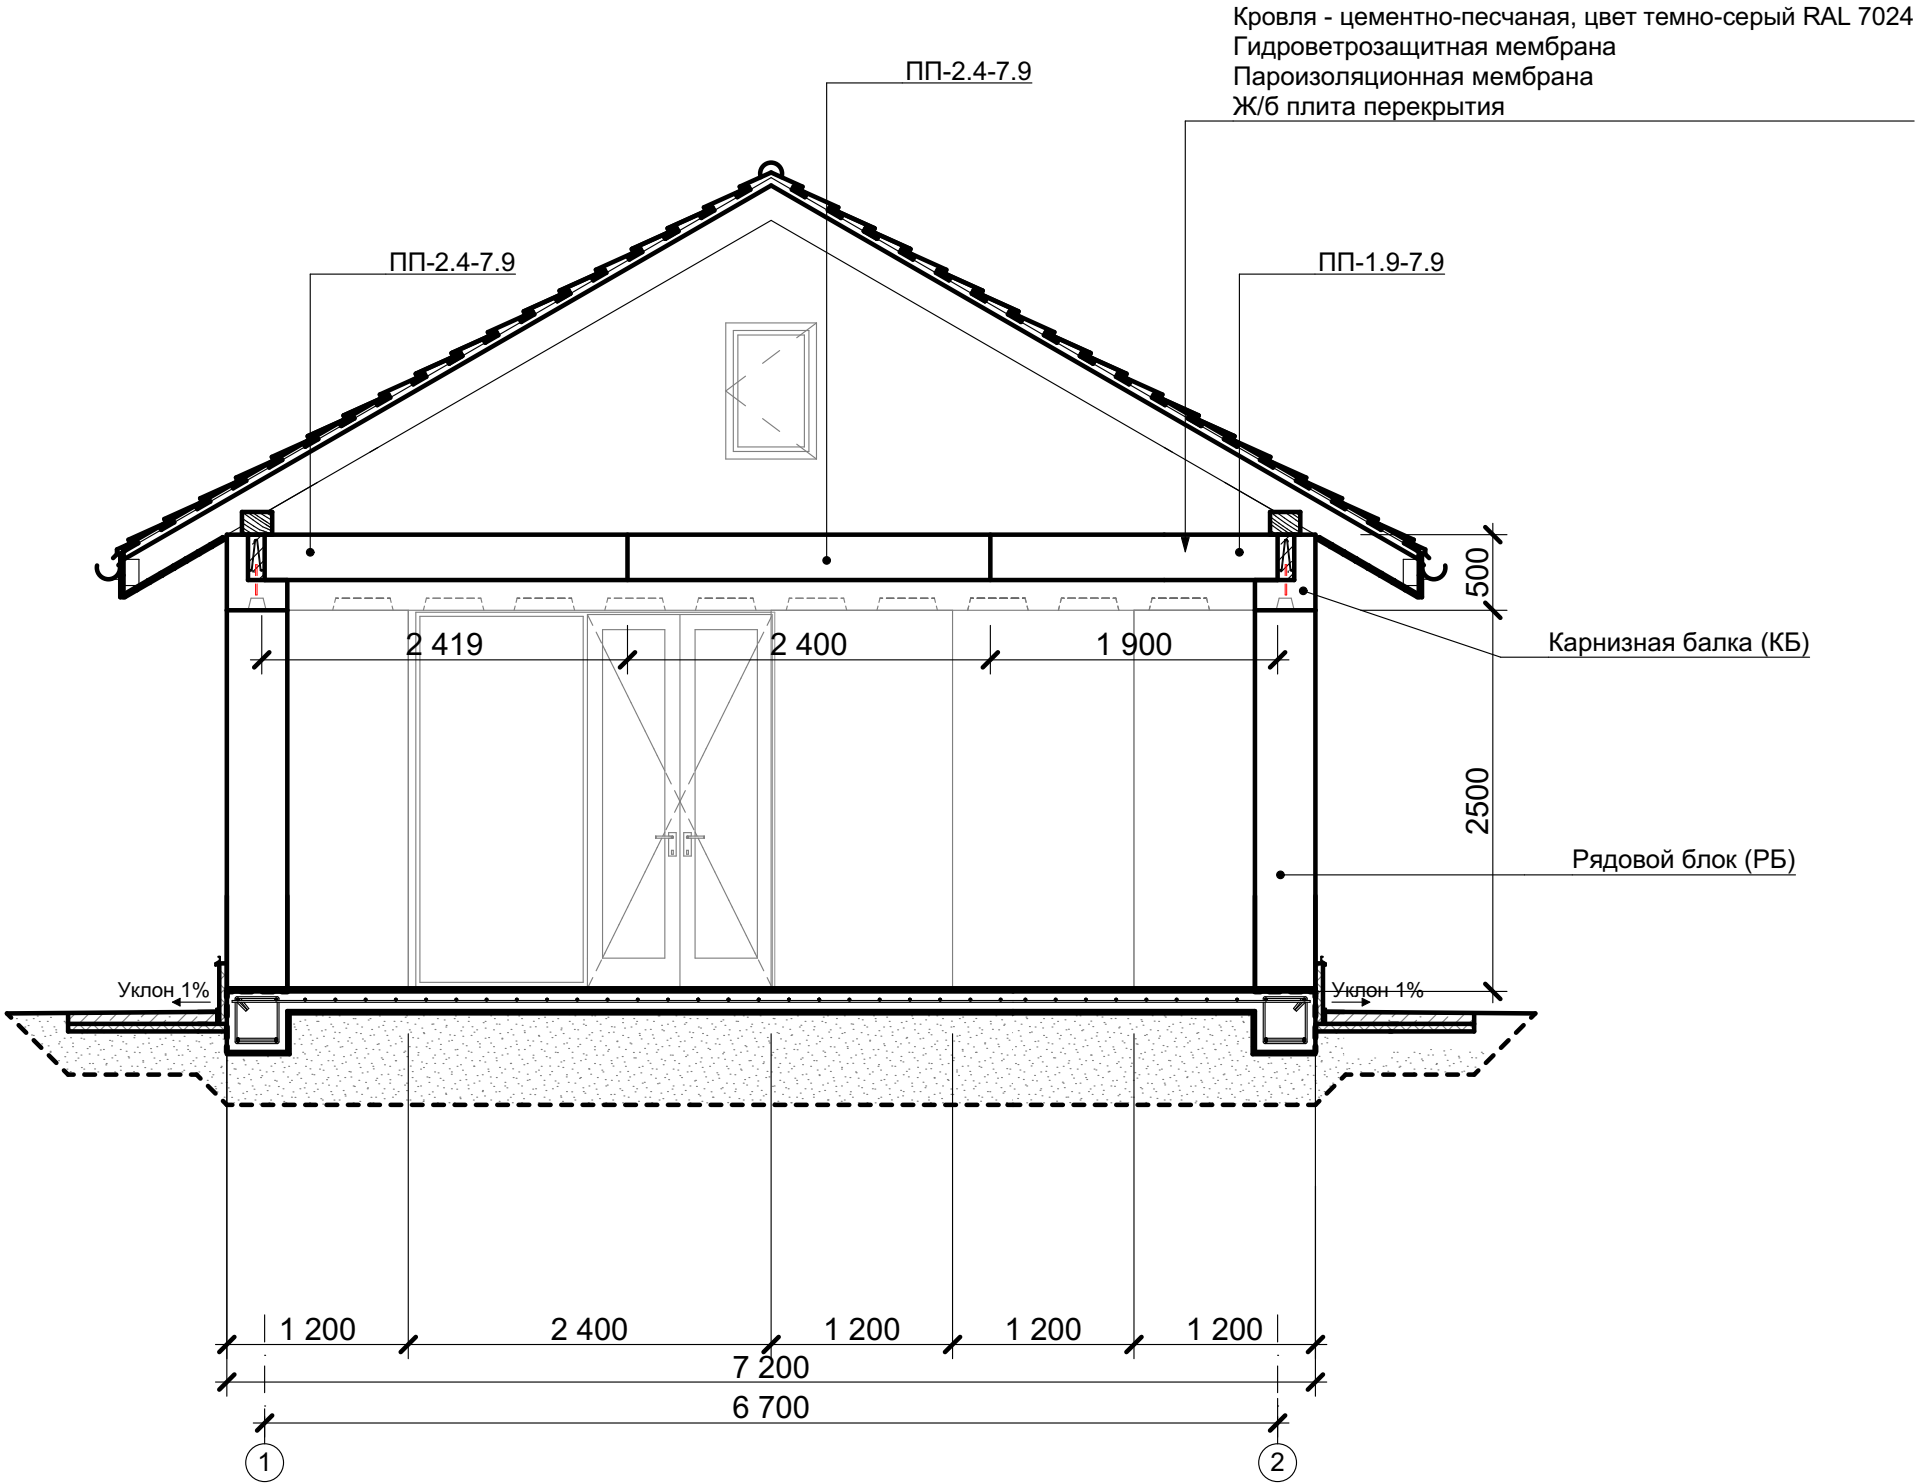 Кровля - цементно-песчаная, цвет темно-серый RAL 7024
Гидроветрозащитная мембрана
Пароизоляционная мембрана
Ж/б плита перекрытия
ПП-2.4-7.9
ПП-2.4-7.9
ПП-1.9-7.9
500
2 419
2 400
1 900
Карнизная балка (КБ)
2500
Рядовой блок (РБ)
Уклон 1%
Уклон 1%
1 200
2 400
1 200
1 200
1 200
7 200
6 700
1
2